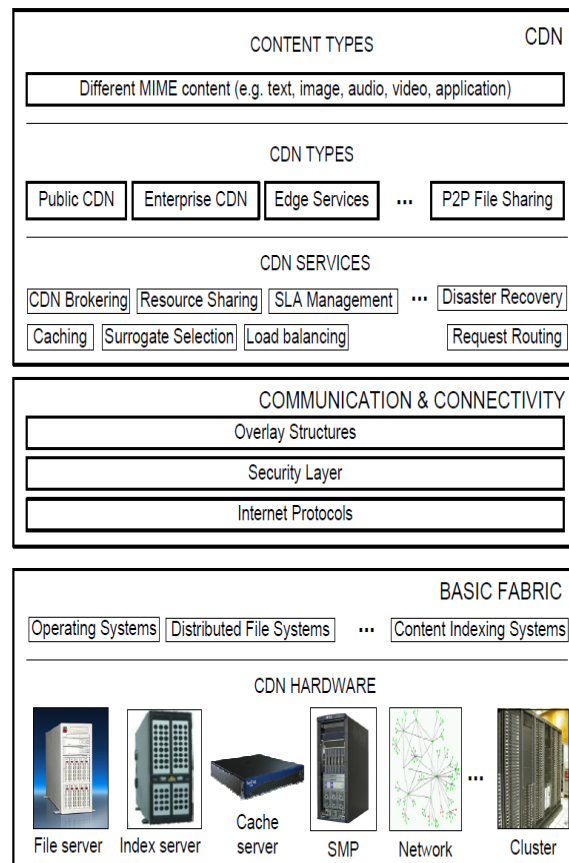 CDN
CONTENT TYPES
Different MIME content (e.g. text, image, audio, video, application)
CDN TYPES
Public CDN Enterprise CDN Edge Services ... P2P File Sharing
CDN SERVICES
CDN Brokering Resource Sharing SLA Management ... Disaster Recovery
Caching Surrogate Selection Load balancing Request Routing
COMMUNICATION & CONNECTIVITY
Overlay Structures
Security Layer
Internet Protocols
BASIC FABRIC
Operating Systems Distributed File Systems ... Content Indexing Systems
CDN HARDWARE
...
File server Index server Cache server SMP Network Cluster